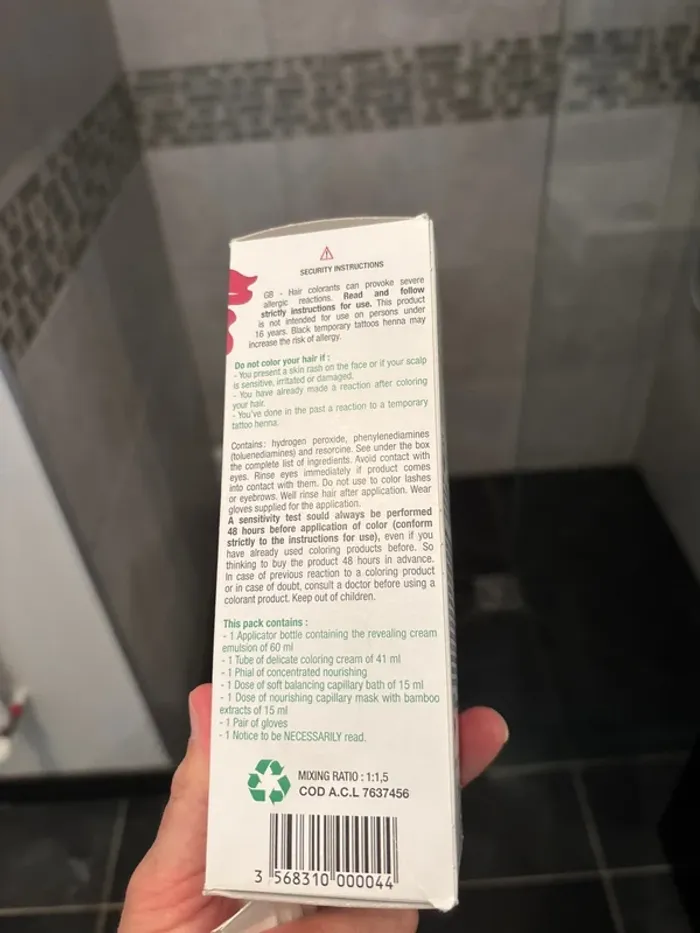 SECURITY INSTRUCTIONS
GB - Hair colorants can provoke severe
allergic reactions. Read and follow
strictly instructions for use. This product
is not intended for use on persons under
16 years. Black temporary tattoos henna may
increase the risk of allergy.
Do not color your hair if :
- You present a skin rash on the face or if your scalp
is sensitive, irritated or damaged.
- You have already made a reaction after coloring
your hair.
- You've done in the past a reaction to a temporary
tattoo henna.
Contains: hydrogen peroxide, phenylenediamines
(toluenediamines) and resorcine. See under the box
the complete list of ingredients. Avoid contact with
eyes. Rinse eyes immediately if product comes
into contact with them. Do not use to color lashes
or eyebrows. Well rinse hair after application. Wear
gloves supplied for the application.
A sensitivity test sould always be performed
48 hours before application of color (conform
strictly to the instructions for use), even if you
have already used coloring products before. So
thinking to buy the product 48 hours in advance.
In case of previous reaction to a coloring product
or in case of doubt, consult a doctor before using a
colorant product. Keep out of children.
This pack contains :
- 1 Applicator bottle containing the revealing cream
emulsion of 60 ml
- 1 Tube of delicate coloring cream of 41 ml
- 1 Phial of concentrated nourishing
- 1 Dose of soft balancing capillary bath of 15 ml
- 1 Dose of nourishing capillary mask with bamboo
extracts of 15 ml
- 1 Pair of gloves
- 1 Notice to be NECESSARILY read.
MIXING RATIO : 1:1,5
COD A.C.L 7637456
3 568310 000044